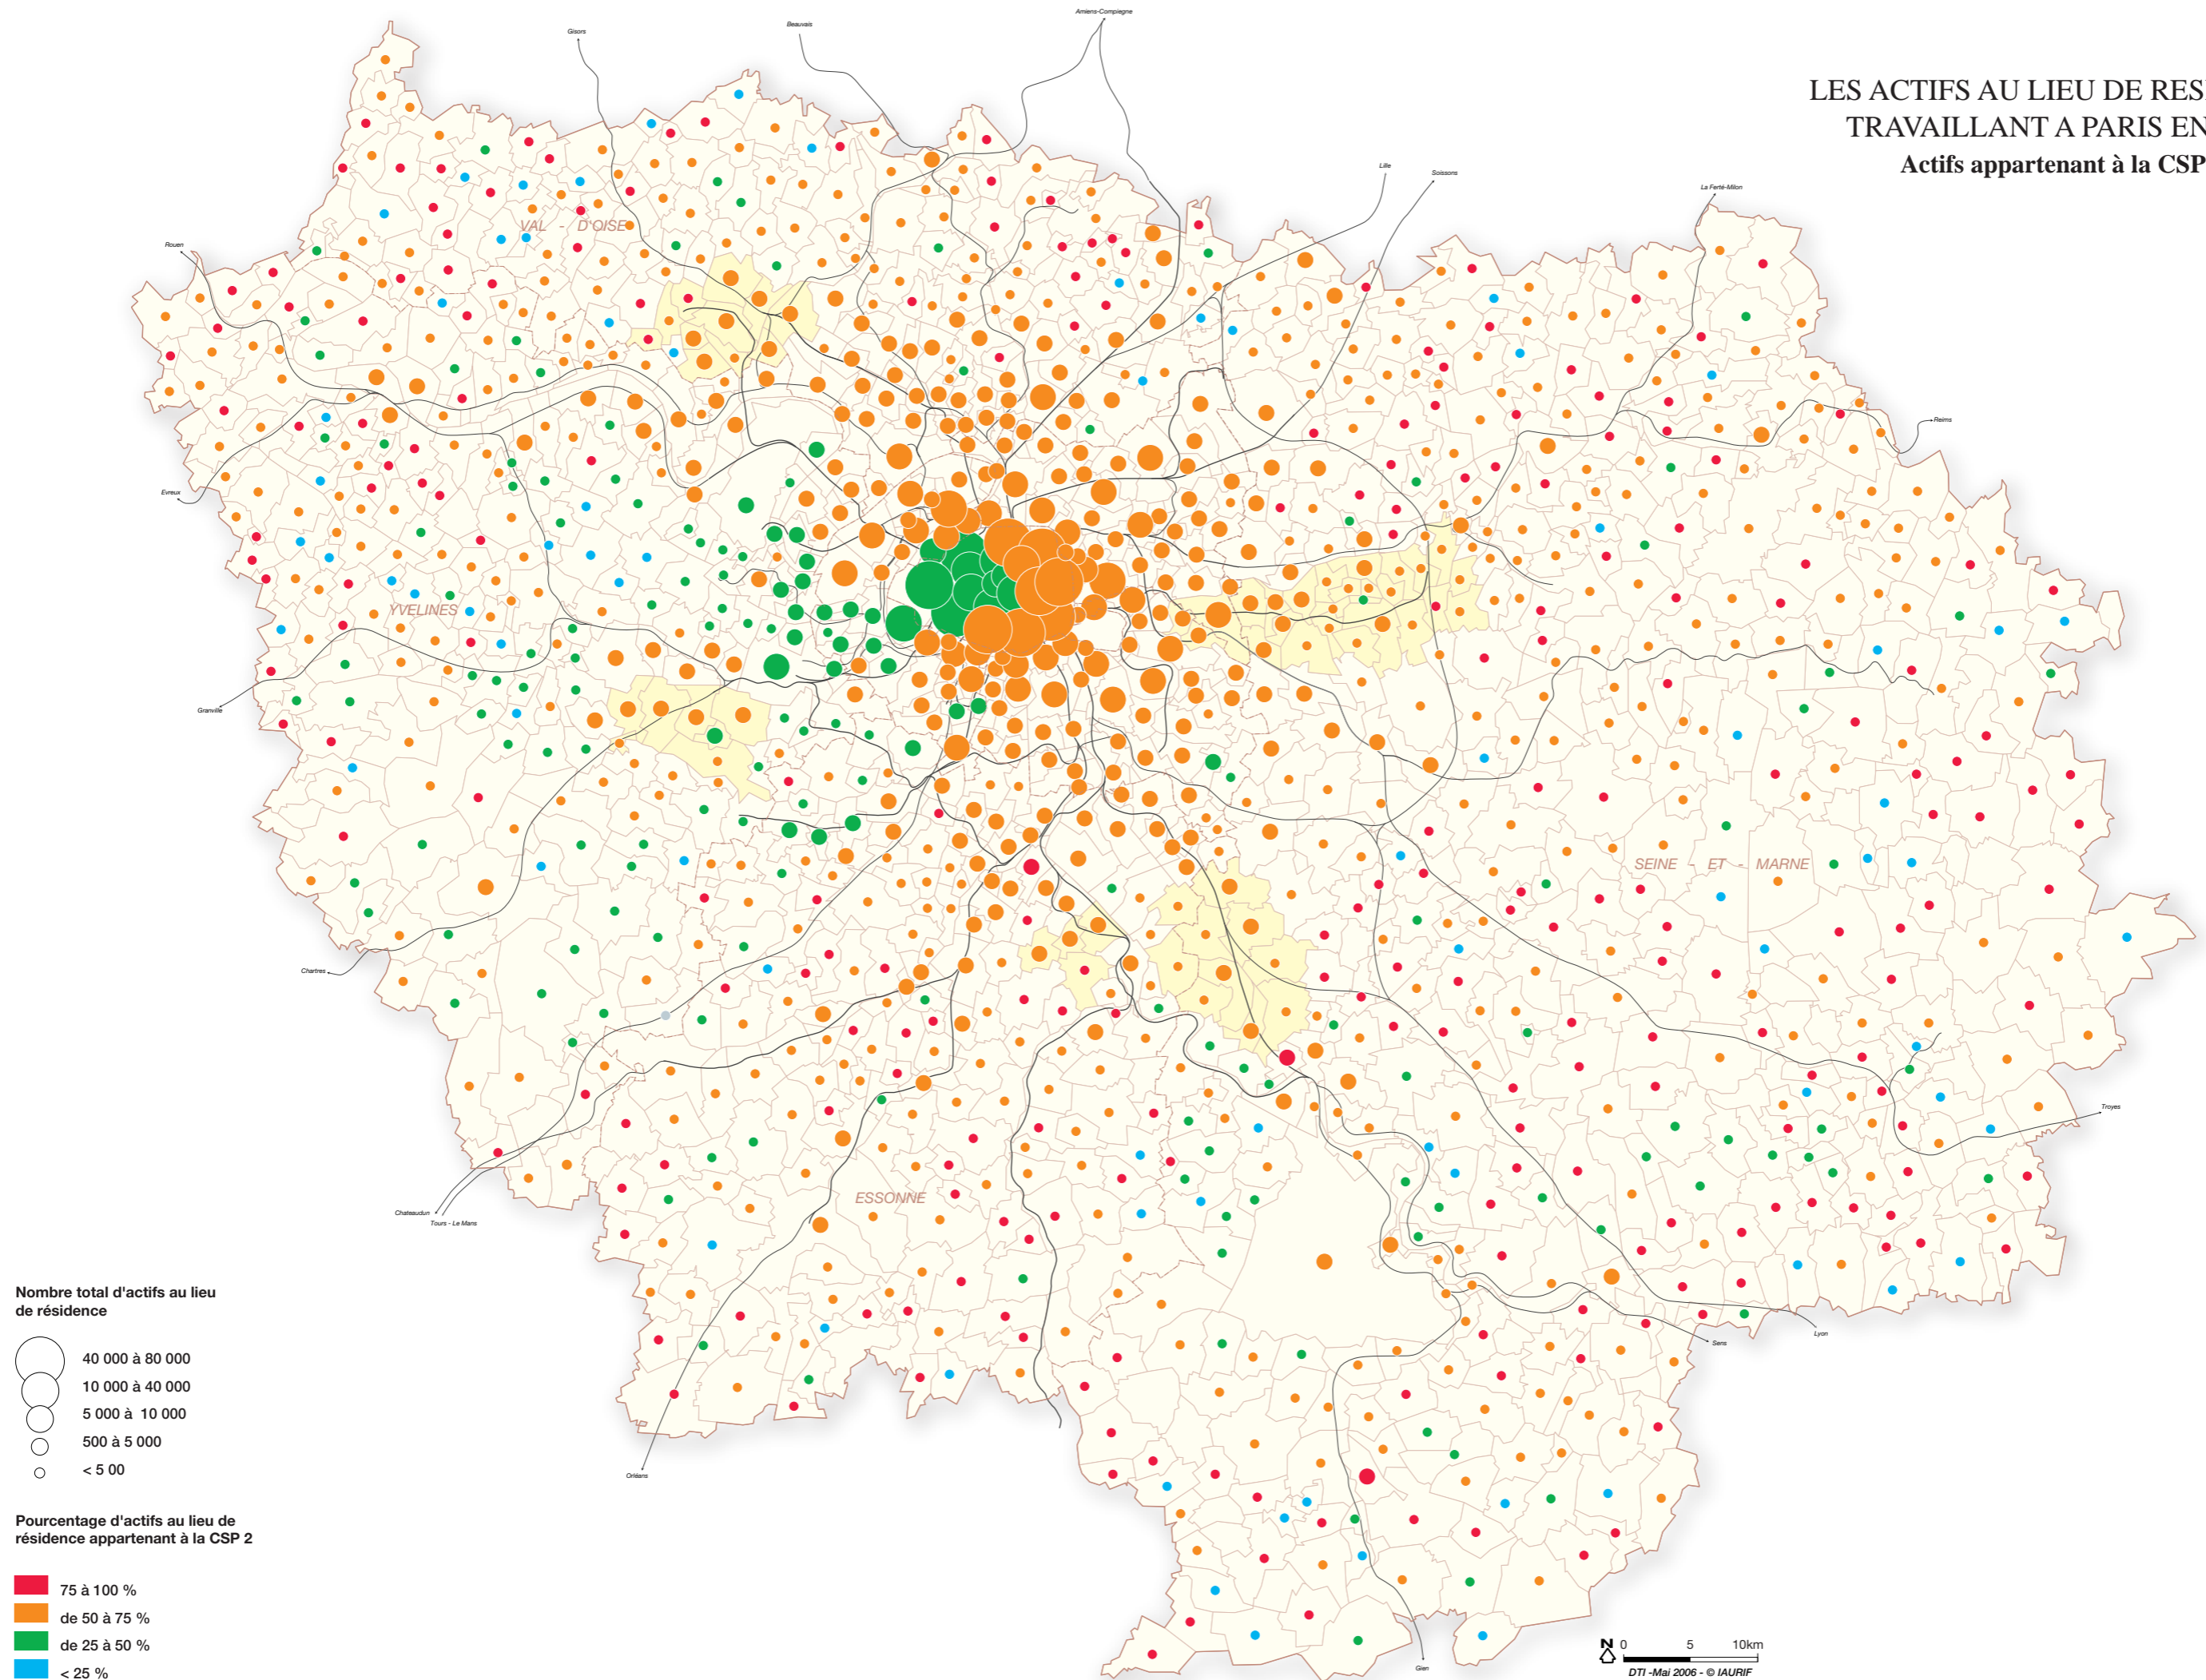 Amiens-Compiegne
Beauvais
Gisors
LES ACTIFS AU LIEU DE
TRAVAILLANT A PARIS EN
Actifs appartenant à la CSP
Lille
Soissons
La Ferté-Milon
VAL - D'OISE
Rouen
Reims
Evreux
YVELINES
Granville
SEINE - ET - MARNE
Chartres
Troyes
ESSONNE
Chateaudun
Tours - Le Mans
Lyon
Sens
Orléans
Gien
Nombre total d'actifs au lieu
de résidence
40 000 à 80 000
10 000 à 40 000
5 000 à 10 000
500 à 5 000
< 5 00
Pourcentage d'actifs au lieu de
résidence appartenant à la CSP 2
75 à 100 %
de 50 à 75 %
de 25 à 50 %
< 25 %
N 0 5 10km
DTI -Mai 2006 - © IAURIF